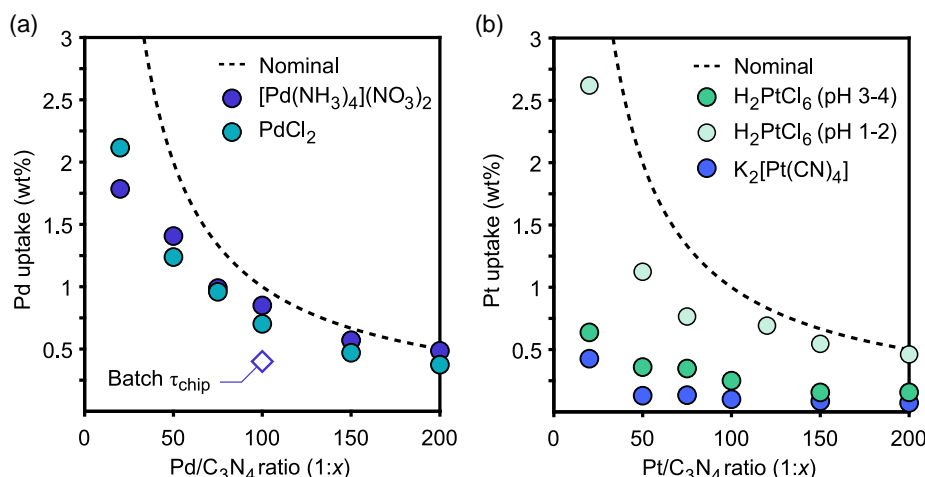 (a)
3
2.5
2
1.5
1
0.5
Pd uptake (wt%)
Nominal
[Pd(NH₃)₄](NO₃)₂
PdCl₂
Batch τchip
0 50 100 150 200
Pd/C₃N₄ ratio (1:x)
(b)
3
2.5
2
1.5
1
0.5
Pt uptake (wt%)
Nominal
H₂PtCl₆ (pH 3-4)
H₂PtCl₆ (pH 1-2)
K₂[Pt(CN)₄]
0 50 100 150 200
Pt/C₃N₄ ratio (1:x)